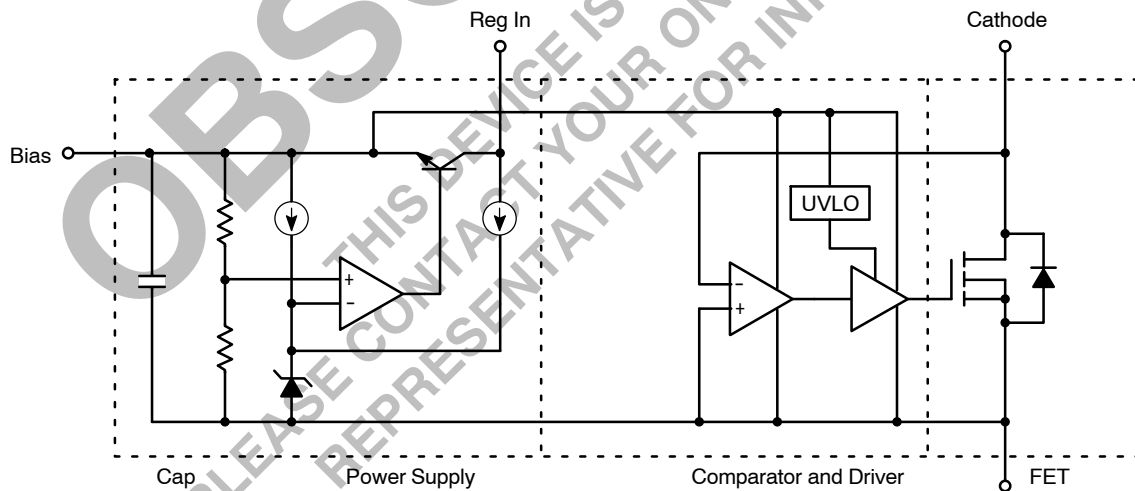 Reg In
Cathode
Bias
UVLO
+
−
−
+
Cap
Power Supply
Comparator and Driver
FET
OBS
THIS DEVICE IS
PLEASE CONTACT YOUR ON
REPRESENTATIVE FOR